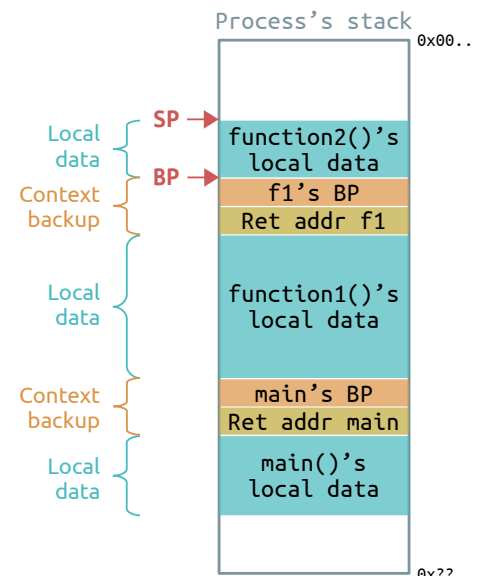 Process’s stack
0x00..
SP
Local
data
function2()’s
local data
BP
Context
backup
f1’s BP
Ret addr f1
Local
data
function1()’s
local data
Context
backup
main’s BP
Ret addr main
Local
data
main()’s
local data
0x??